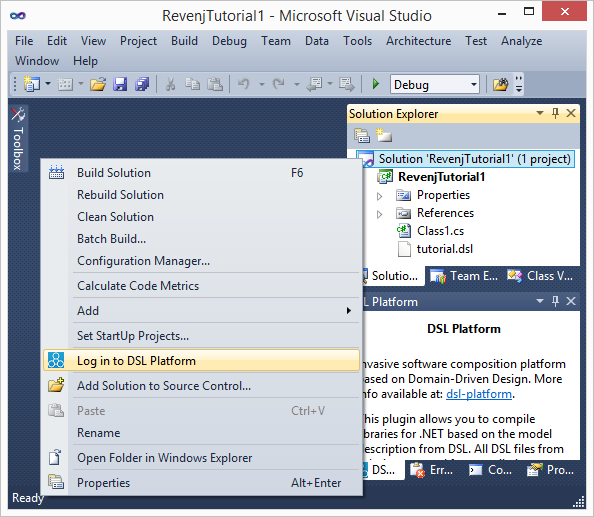 RevenjTutorial1 - Microsoft Visual Studio
File Edit View Project Build Debug Team Data Tools Architecture Test Analyze
Window Help
Debug
Toolbox
Build Solution F6
Rebuild Solution
Clean Solution
Batch Build...
Configuration Manager...
Calculate Code Metrics
Add
Set StartUp Projects...
Log in to DSL Platform
Add Solution to Source Control...
Paste Ctrl+V
Rename
Open Folder in Windows Explorer
Properties Alt+Enter
Solution Explorer
Solution 'RevenjTutorial1' (1 project)
RevenjTutorial1
Properties
References
Class1.cs
tutorial.dsl
Solutio... Team E... Class V...
DSL Platform
DSL Platform
nvasive software composition platform
based on Domain-Driven Design. More
nfo available at: dsl-platform.
This plugin allows you to compile
ibraries for .NET based on the model
description from DSL. All DSL files from
DS... Erro... Co... Pro...
Ready